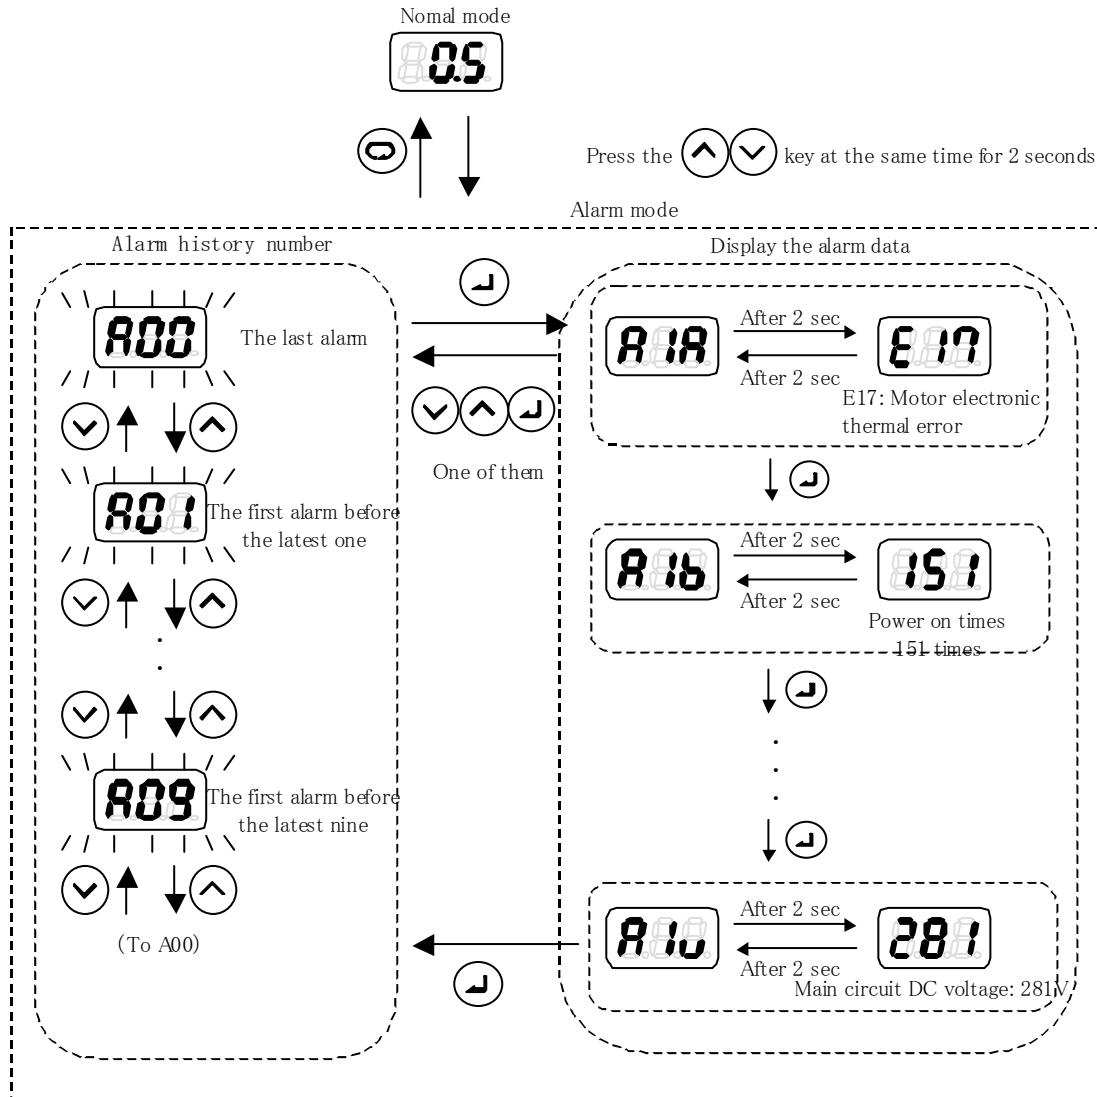 Nomal mode
0.5
Press the key at the same time for 2 seconds
Alarm mode
Alarm history number
Display the alarm data
A00
The last alarm
After 2 sec
A1A
E17
After 2 sec
E17: Motor electronic
thermal error
One of them
A01
The first alarm before
the latest one
After 2 sec
A1b
151
After 2 sec
Power on times
151 times
A09
The first alarm before
the latest nine
(To A00)
After 2 sec
A1u
281
After 2 sec
Main circuit DC voltage: 281V